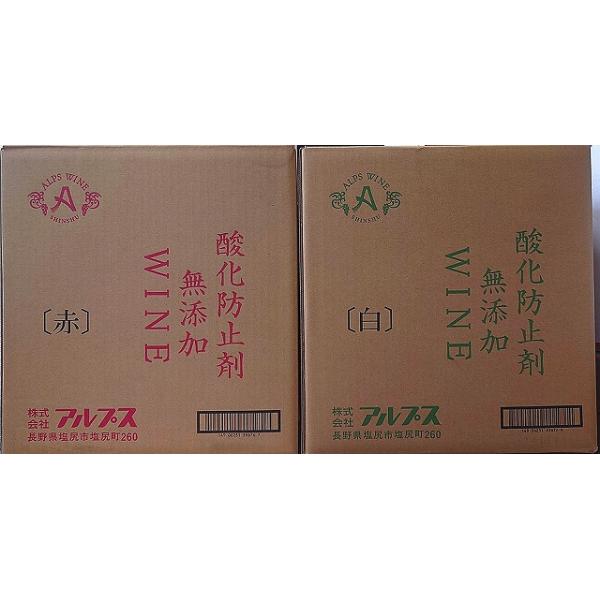 ALPS WINE
A
SHINSHU
酸化防止剤
無添加
WINE
〔赤〕
株式会社 アルプス
長野県塩尻市塩尻町260
ALPS WINE
A
SHINSHU
酸化防止剤
無添加
WINE
〔白〕
株式会社 アルプス
長野県塩尻市塩尻町260